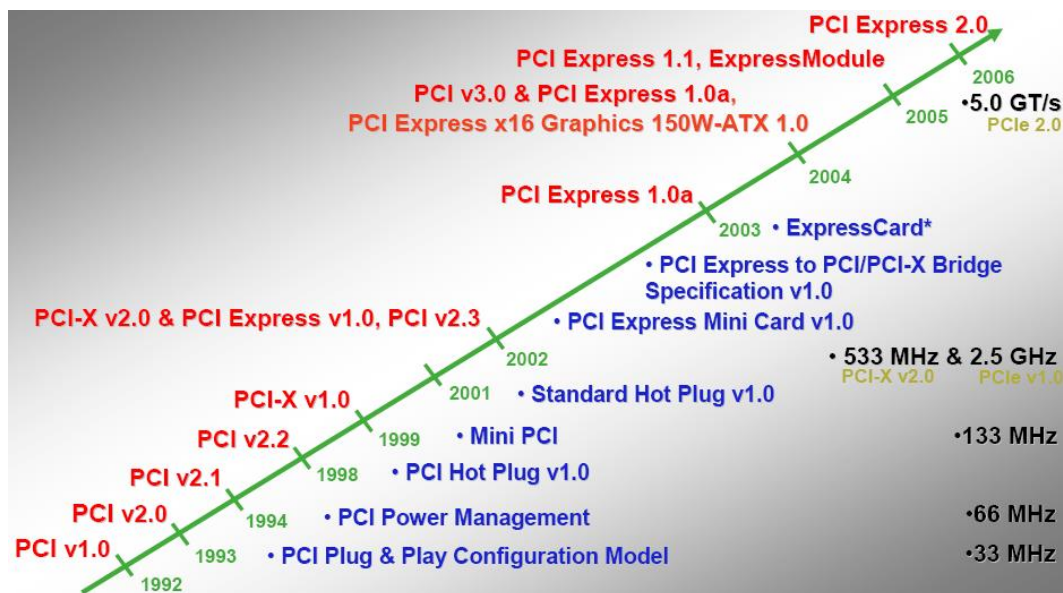 PCI Express 2.0
PCI Express 1.1, ExpressModule
2006
PCI v3.0 & PCI Express 1.0a,
•5.0 GT/s
2005
PCI Express x16 Graphics 150W-ATX 1.0
PCIe 2.0
2004
PCI Express 1.0a
2003
• ExpressCard*
• PCI Express to PCI/PCI-X Bridge
Specification v1.0
PCI-X v2.0 & PCI Express v1.0, PCI v2.3
• PCI Express Mini Card v1.0
2002
• 533 MHz & 2.5 GHz
PCI-X v2.0 PCIe v1.0
2001
• Standard Hot Plug v1.0
PCI-X v1.0
1999
• Mini PCI
•133 MHz
PCI v2.2
1998
• PCI Hot Plug v1.0
PCI v2.1
1994
• PCI Power Management
•66 MHz
PCI v2.0
1993
• PCI Plug & Play Configuration Model
•33 MHz
PCI v1.0
1992